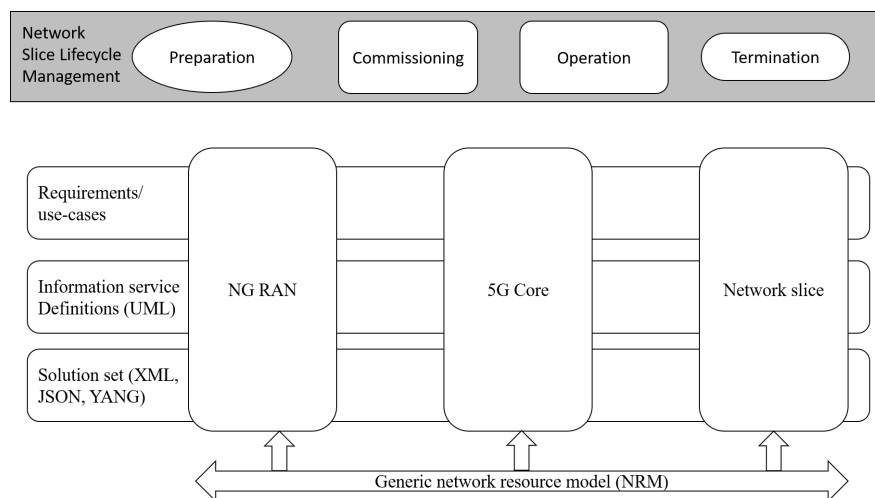 Network
Slice Lifecycle
Management
Preparation
Commissioning
Operation
Termination
Requirements/
use-cases
Information service
Definitions (UML)
NG RAN
5G Core
Network slice
Solution set (XML,
JSON, YANG)
Generic network resource model (NRM)